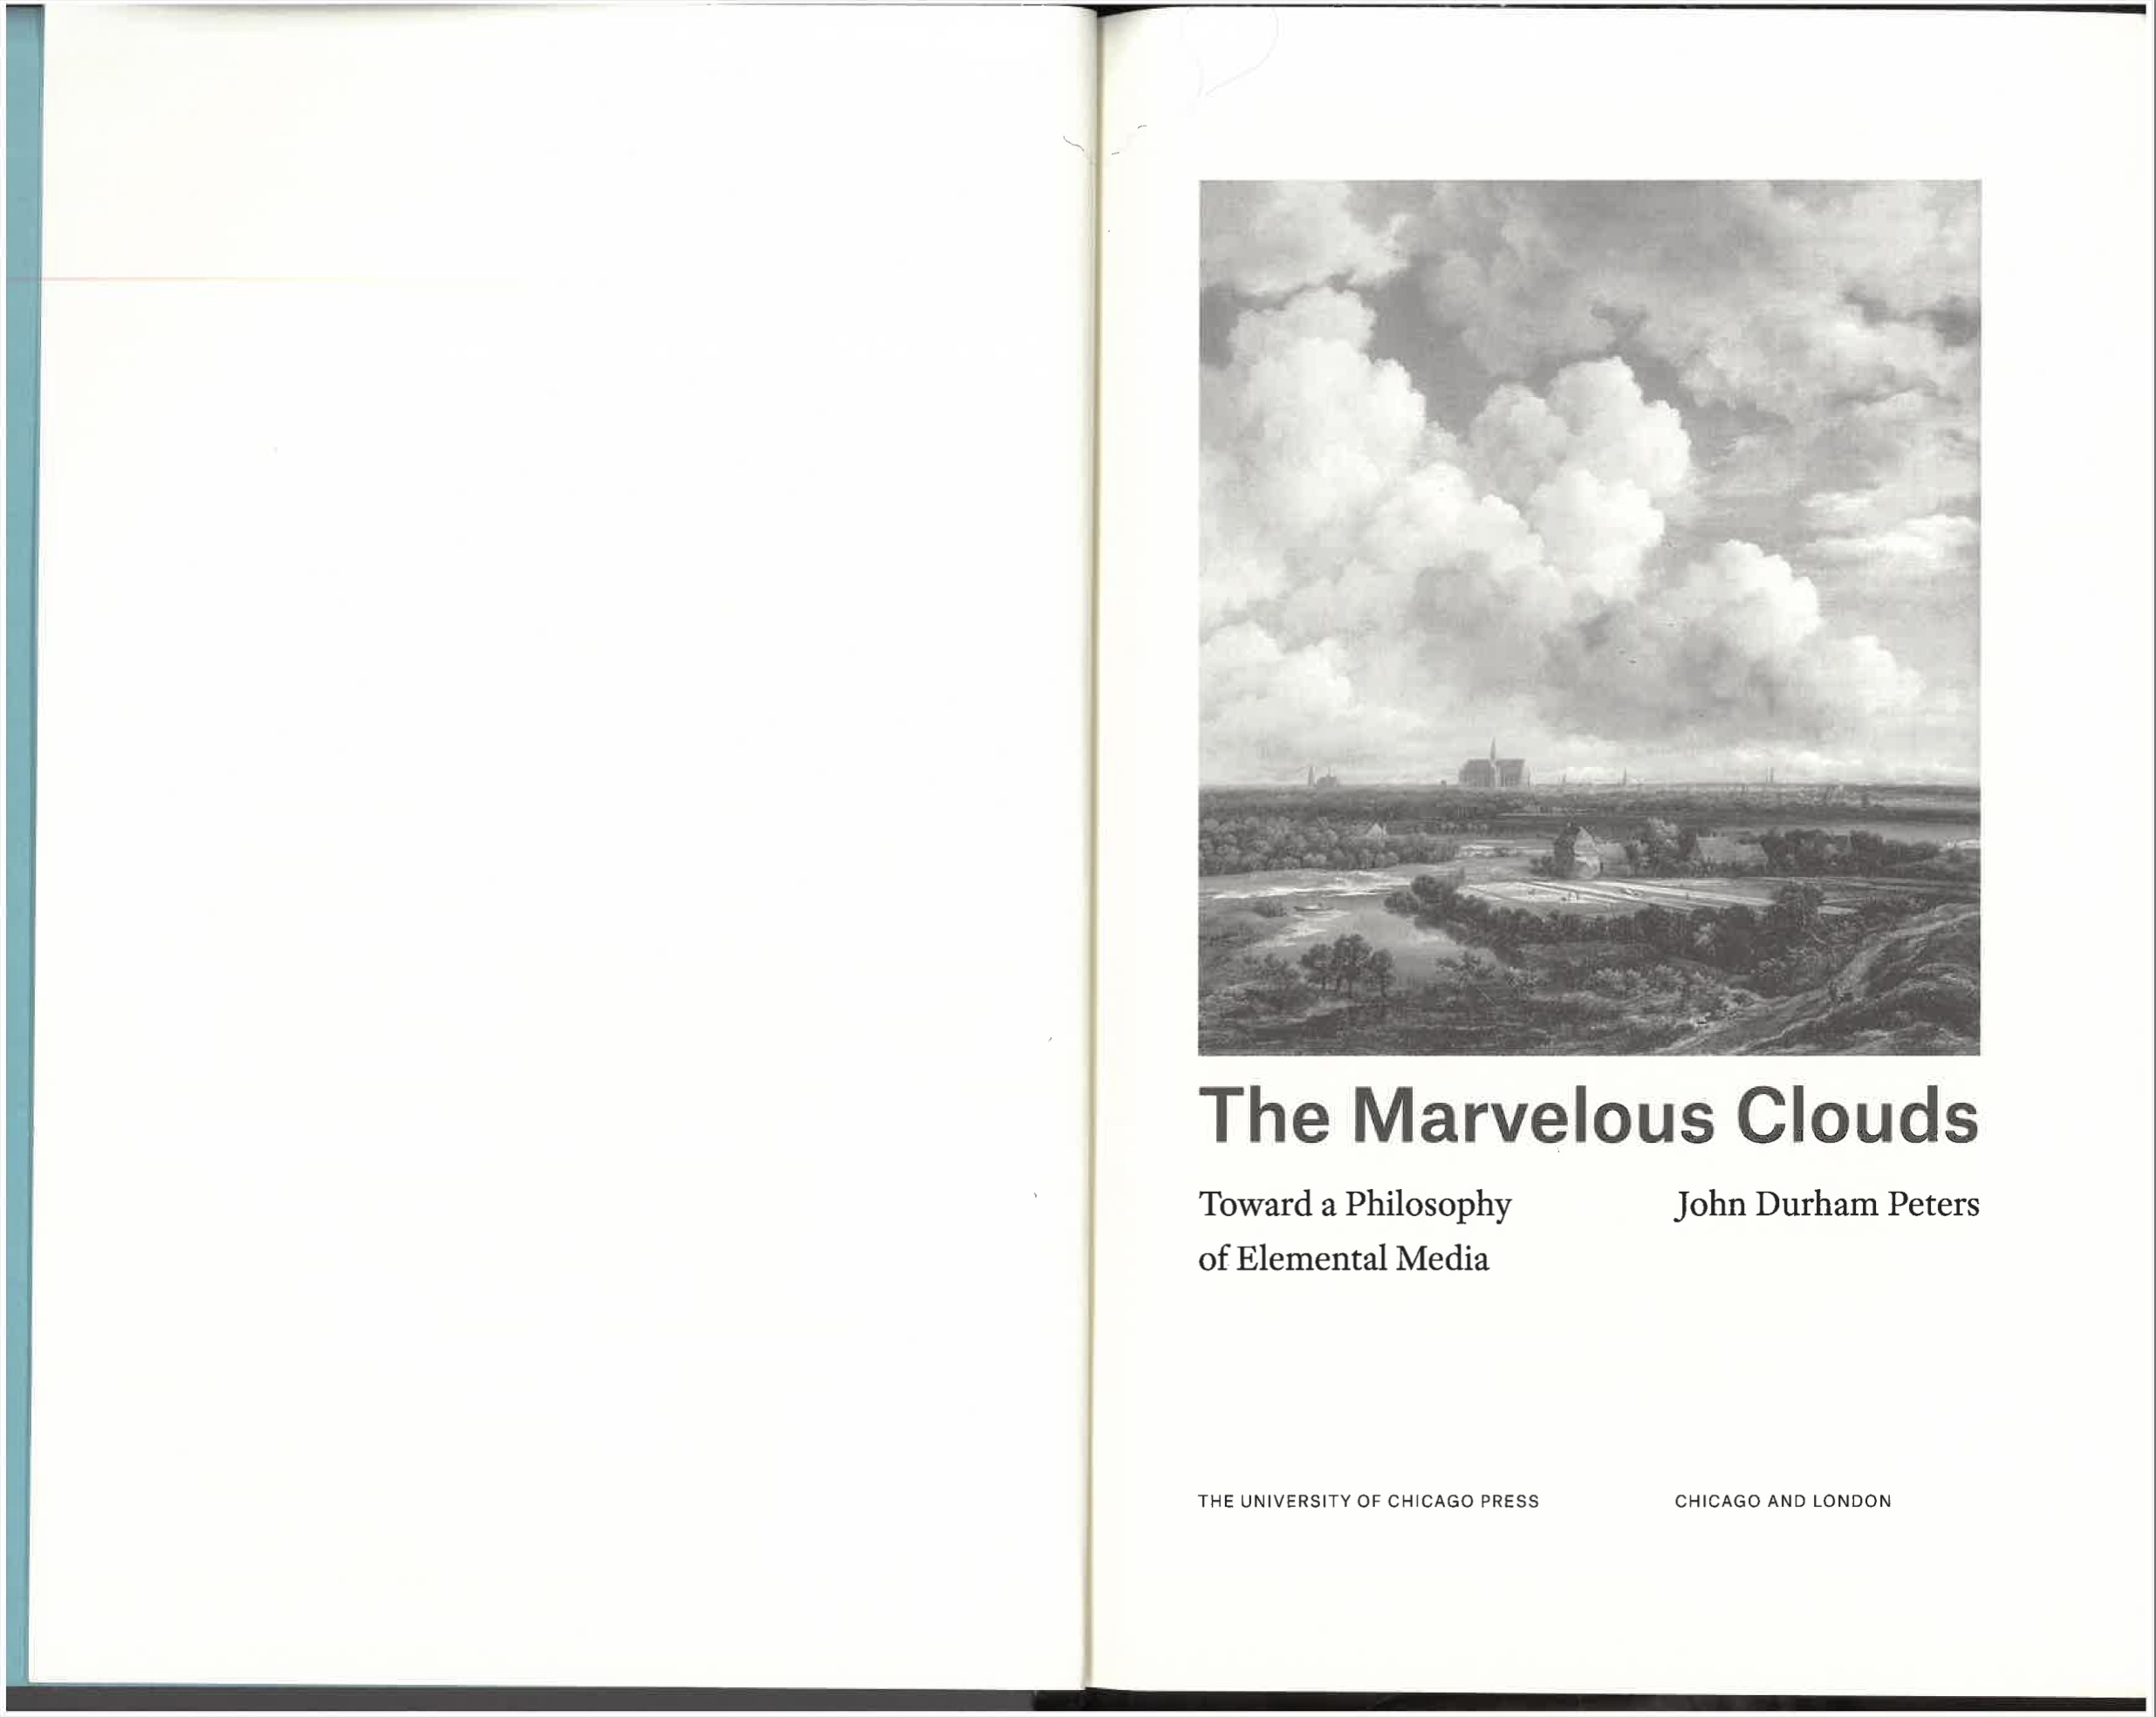 The Marvelous Clouds
Toward a Philosophy
of Elemental Media
John Durham Peters
THE UNIVERSITY OF CHICAGO PRESS
CHICAGO AND LONDON